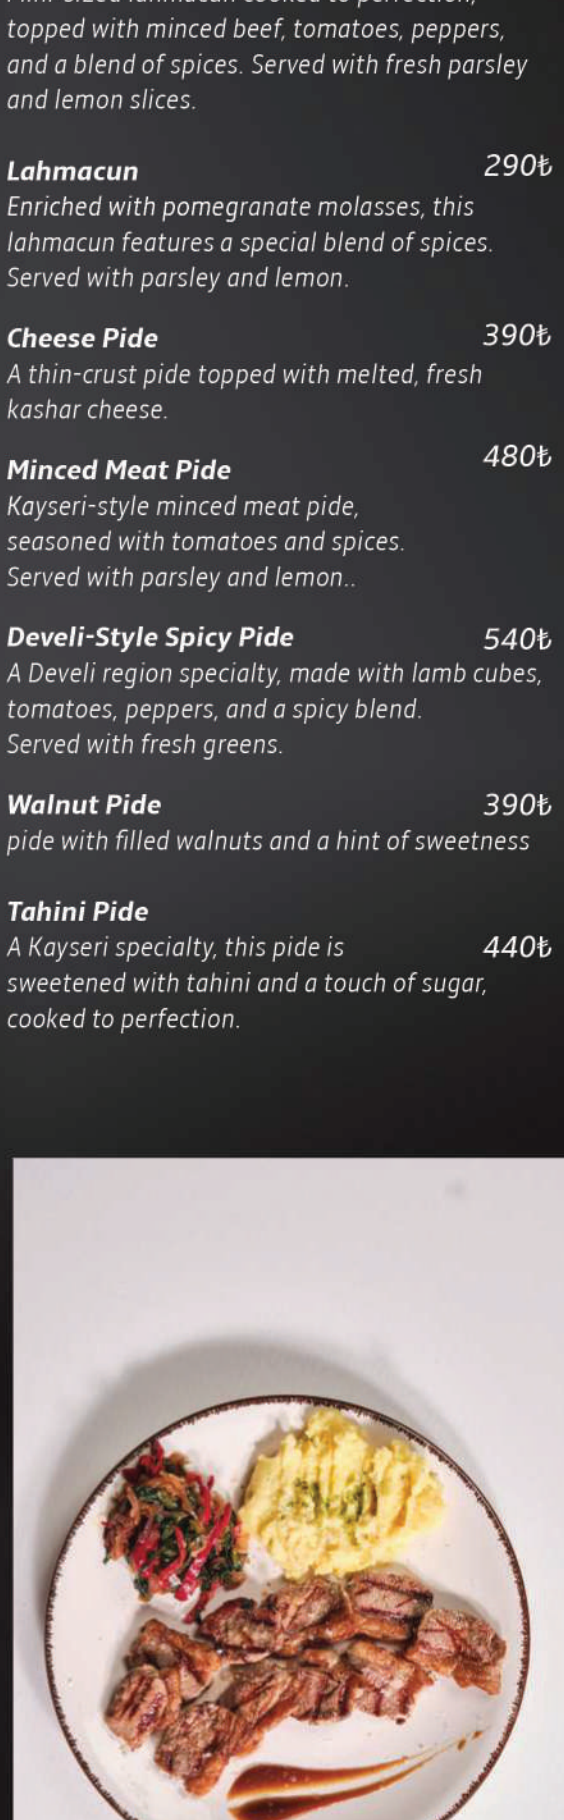 topped with minced beef, tomatoes, peppers,
and a blend of spices. Served with fresh parsley
and lemon slices.
Lahmacun 290₺
Enriched with pomegranate molasses, this
lahmacun features a special blend of spices.
Served with parsley and lemon.
Cheese Pide 390₺
A thin-crust pide topped with melted, fresh
kashar cheese.
Minced Meat Pide 480₺
Kayseri-style minced meat pide,
seasoned with tomatoes and spices.
Served with parsley and lemon..
Develi-Style Spicy Pide 540₺
A Develi region specialty, made with lamb cubes,
tomatoes, peppers, and a spicy blend.
Served with fresh greens.
Walnut Pide 390₺
pide with filled walnuts and a hint of sweetness
Tahini Pide
A Kayseri specialty, this pide is 440₺
sweetened with tahini and a touch of sugar,
cooked to perfection.